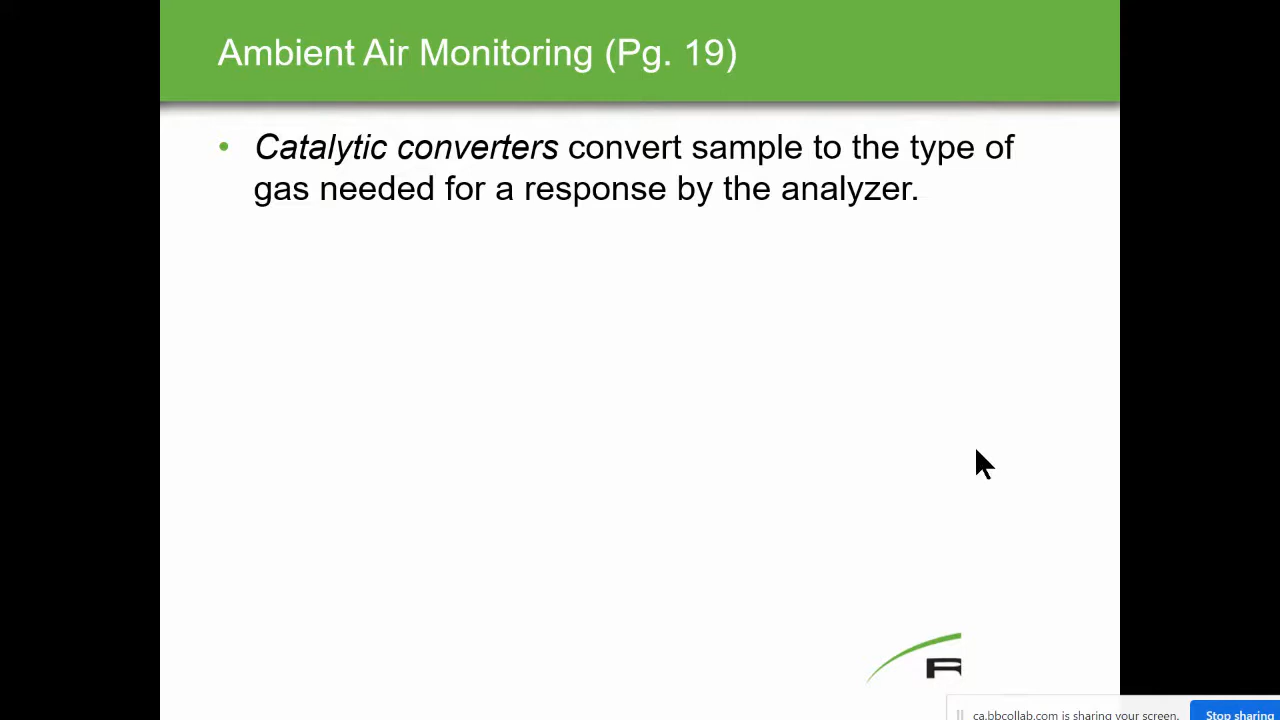 Ambient Air Monitoring (Pg. 19)
• Catalytic converters convert sample to the type of
gas needed for a response by the analyzer.
R
ca.bbcollab.com is sharing your screen.
Stop sharing